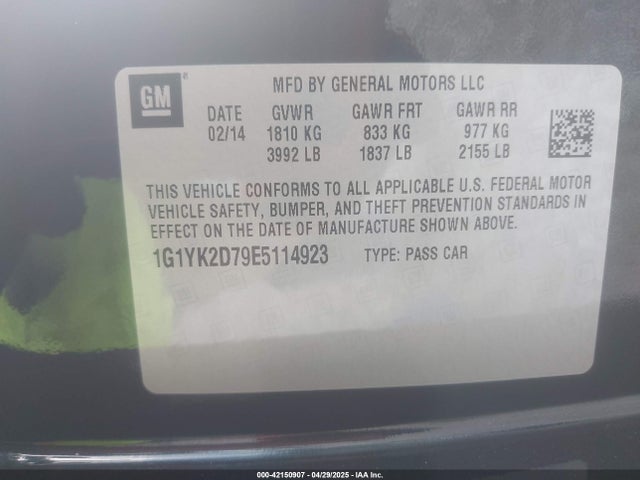 GM
MFD BY GENERAL MOTORS LLC
DATE GVWR GAWR FRT GAWR RR
02/14 1810 KG 833 KG 977 KG
3992 LB 1837 LB 2155 LB
THIS VEHICLE CONFORMS TO ALL APPLICABLE U.S. FEDERAL MOTOR
VEHICLE SAFETY, BUMPER, AND THEFT PREVENTION STANDARDS IN
EFFECT ON THE DATE OF MANUFACTURE SHOWN ABOVE.
1G1YK2D79E5114923 TYPE: PASS CAR
000-42150907 - 04/29/2025 - IAA Inc.